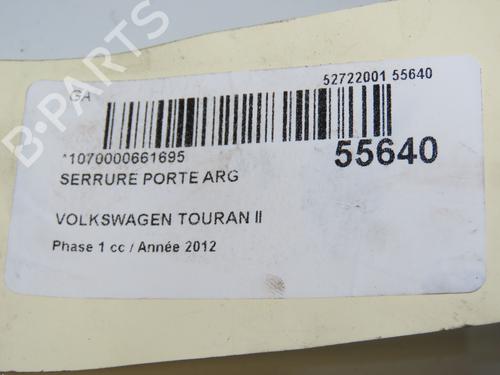 B-PARTS
GA
52722001 55640
*1070000661695
55640
SERRURE PORTE ARG
VOLKSWAGEN TOURAN II
Phase 1 cc / Année 2012